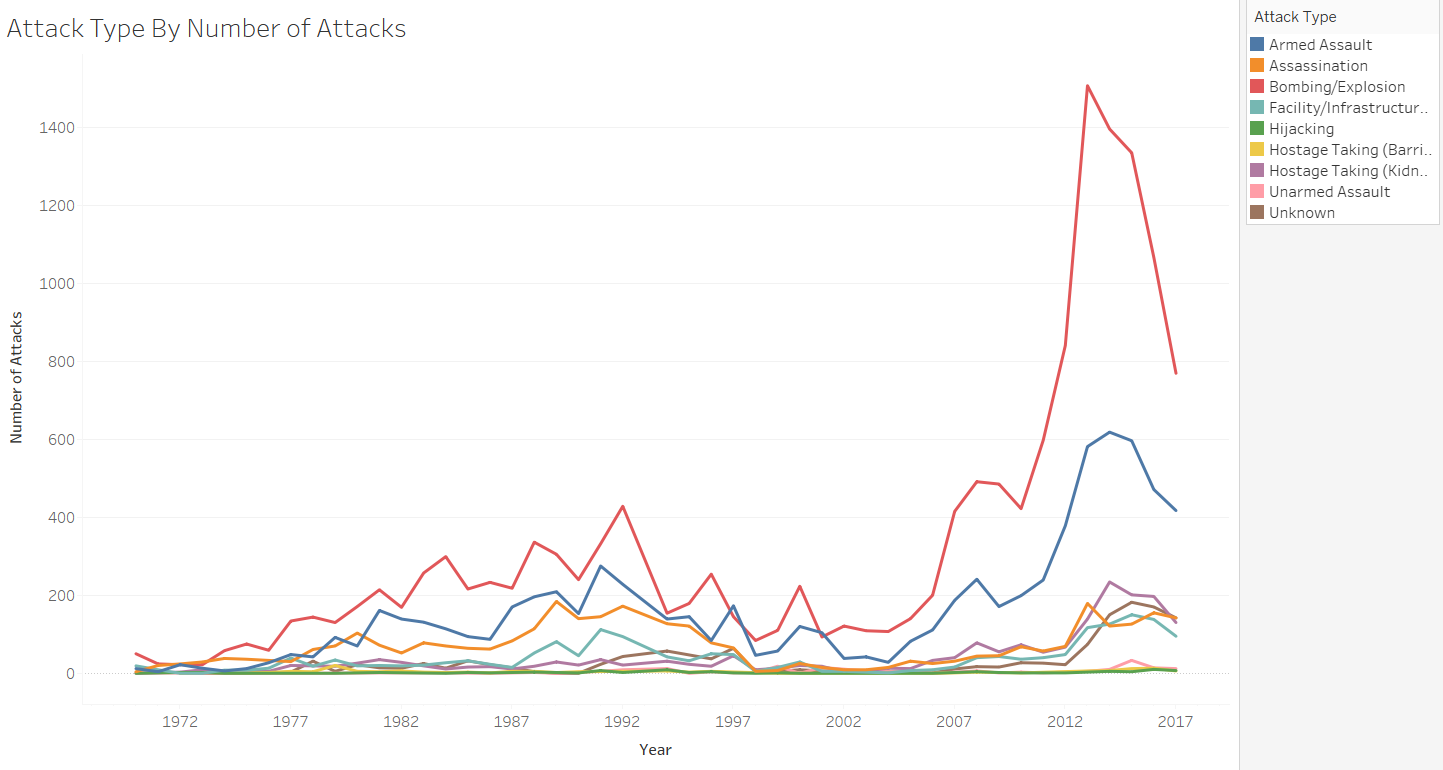 Attack Type By Number of Attacks
Attack Type
Armed Assault
Assassination
Bombing/Explosion
Facility/Infrastructur..
Hijacking
Hostage Taking (Barri..
Hostage Taking (Kidn..
Unarmed Assault
Unknown
Number of Attacks
1400
1200
1000
800
600
400
200
0
1972 1977 1982 1987 1992 1997 2002 2007 2012 2017
Year